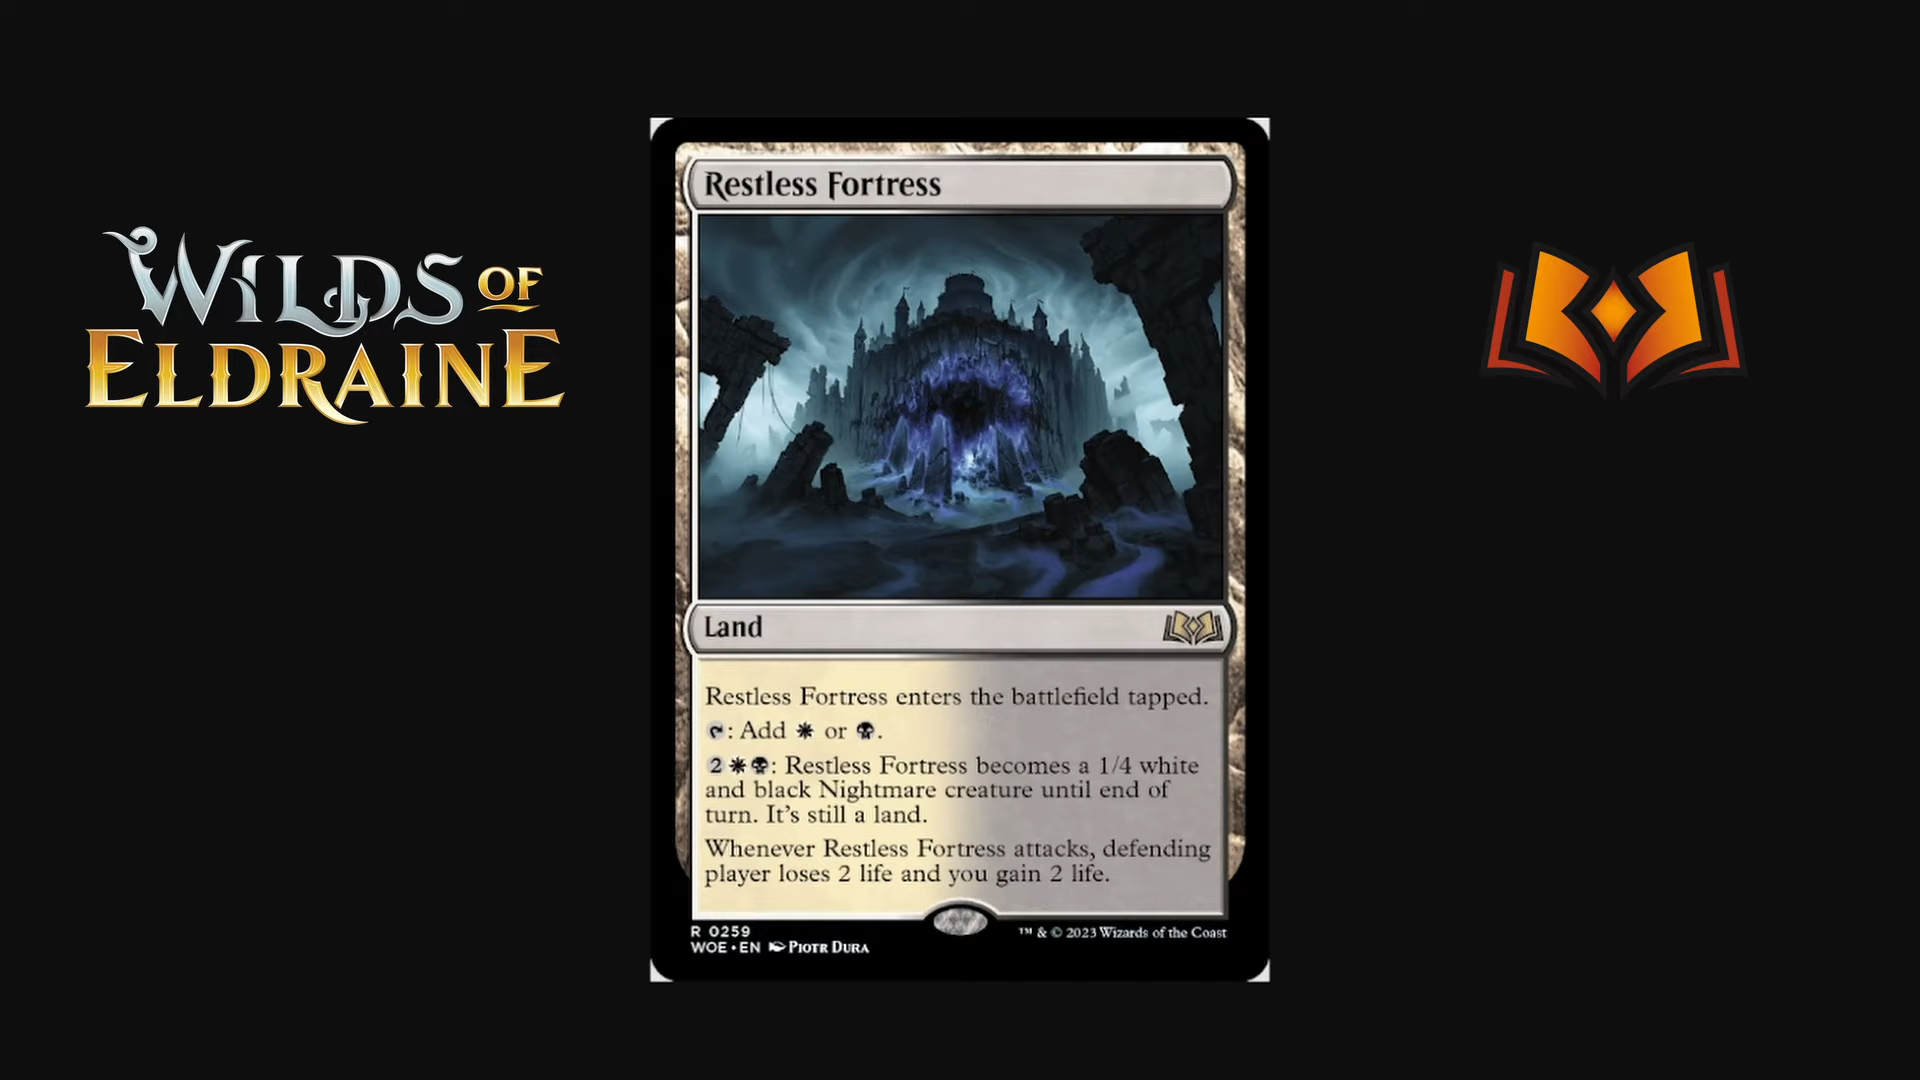 WILDS OF
ELDRAINE
Restless Fortress
Land
Restless Fortress enters the battlefield tapped.
: Add or .
2 : Restless Fortress becomes a 1/4 white
and black Nightmare creature until end of
turn. It's still a land.
Whenever Restless Fortress attacks, defending
player loses 2 life and you gain 2 life.
R 0259
WOE • EN PIOTR DURA
™ & © 2023 Wizards of the Coast